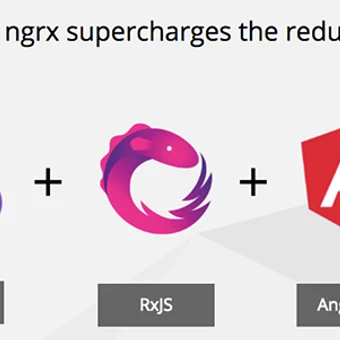 ngrx supercharges the redu
+
+
RxJS
Ang